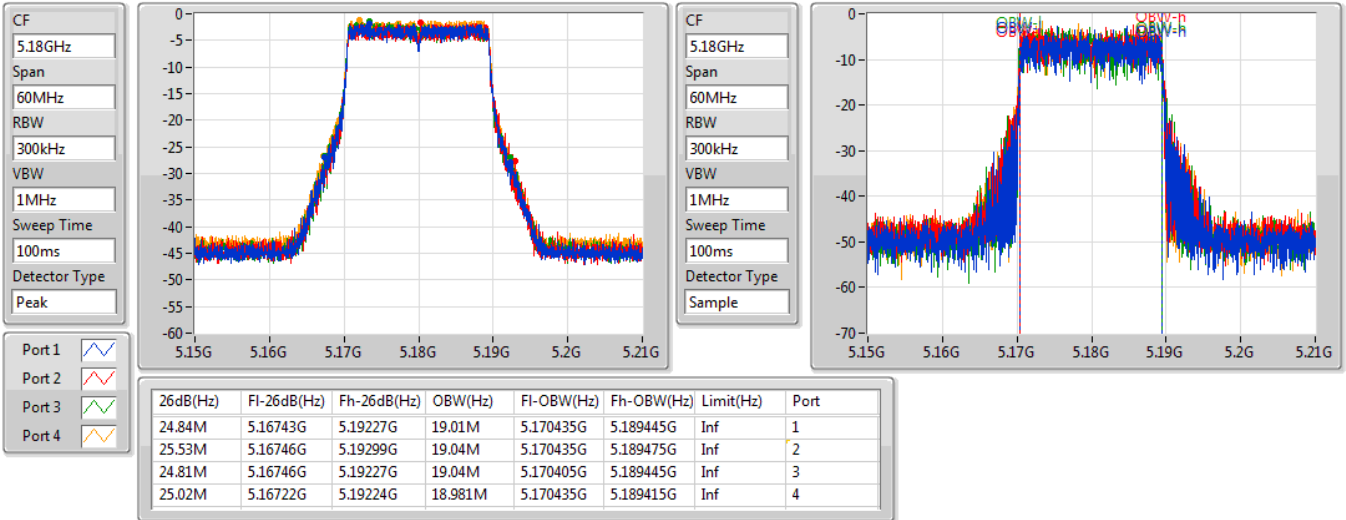 CF
5.18GHz
Span
60MHz
RBW
300kHz
VBW
1MHz
Sweep Time
100ms
Detector Type
Peak
0
-5
-10
-15
-20
-25
-30
-35
-40
-45
-50
-55
-60
5.15G 5.16G 5.17G 5.18G 5.19G 5.2G 5.21G
CF
5.18GHz
Span
60MHz
RBW
300kHz
VBW
1MHz
Sweep Time
100ms
Detector Type
Sample
0
-10
-20
-30
-40
-50
-60
-70
OBW-h
OBW-h
5.15G 5.16G 5.17G 5.18G 5.19G 5.2G 5.21G
Port 1
Port 2
Port 3
Port 4
26dB(Hz) Fl-26dB(Hz) Fh-26dB(Hz) OBW(Hz) Fl-OBW(Hz) Fh-OBW(Hz) Limit(Hz) Port
24.84M 5.16743G 5.19227G 19.01M 5.170435G 5.189445G Inf 1
25.53M 5.16746G 5.19299G 19.04M 5.170435G 5.189475G Inf 2
24.81M 5.16746G 5.19227G 19.04M 5.170405G 5.189445G Inf 3
25.02M 5.16722G 5.19224G 18.981M 5.170435G 5.189415G Inf 4